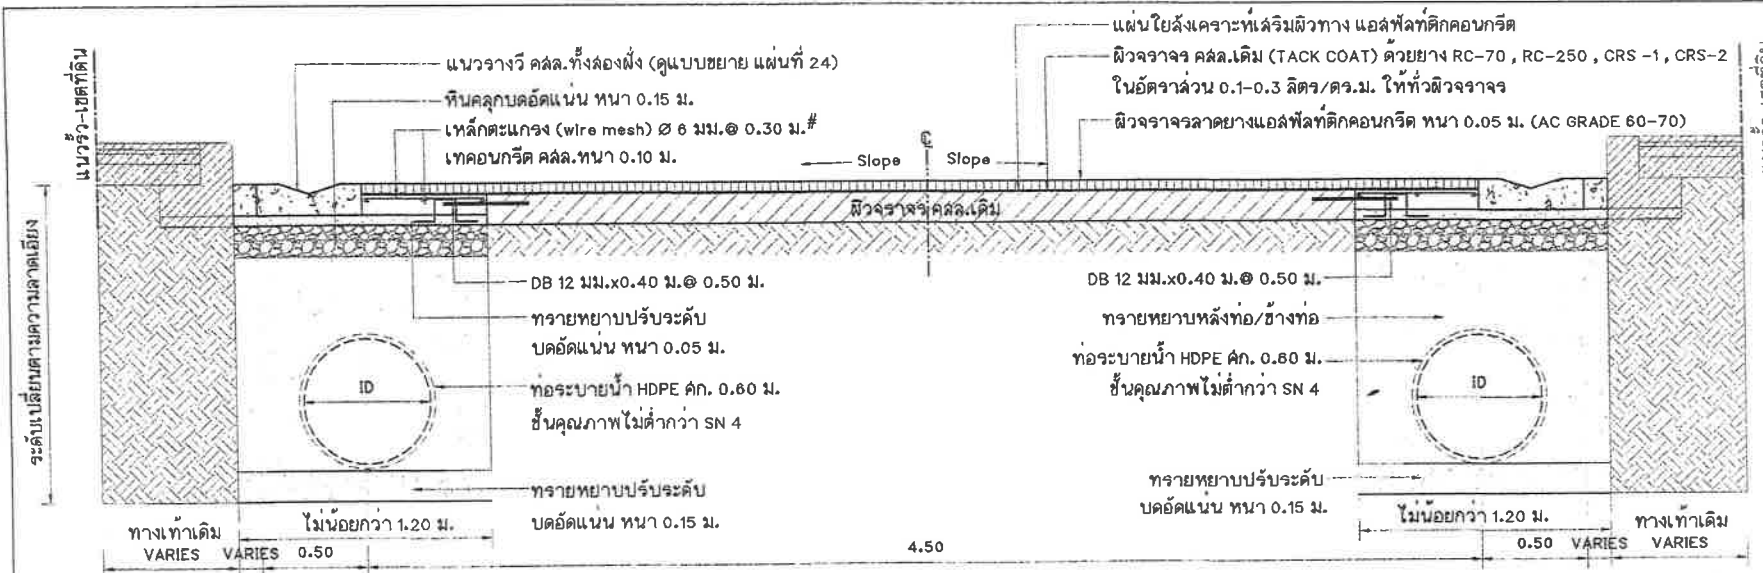 แผ่นใยสังเคราะห์เสริมผิวทาง แอสฟัลท์ติกคอนกรีต
ผิวจราจร คสล.เดิม (TACK COAT) ด้วยยาง RC-70 , RC-250 , CRS -1 , CRS-2
ในอัตราส่วน 0.1-0.3 ลิตร/ตร.ม. ให้ทั่วผิวจราจร
ผิวจราจรลาดยางแอสฟัลท์ติกคอนกรีต หนา 0.05 ม. (AC GRADE 60-70)
แนวรางวี คสล.ทั้งสองฝั่ง (ดูแบบขยาย แผ่นที่ 24)
หินคลุกบดอัดแน่น หนา 0.15 ม.
เหล็กตะแกรง (wire mesh) Ø 6 มม.@ 0.30 ม.#
เทคอนกรีต คสล.หนา 0.10 ม.
แนวรั้ว-เขตที่ดิน
Slope
Slope
ผิวจราจร คสล.เดิม
ระดับเปลี่ยนตามความลาดเอียง
DB 12 มม.x0.40 ม.@ 0.50 ม.
ทรายหยาบปรับระดับ
บดอัดแน่น หนา 0.05 ม.
ID
ท่อระบายน้ำ HDPE ศก. 0.60 ม.
ชั้นคุณภาพไม่ต่ำกว่า SN 4
ทรายหยาบปรับระดับ
บดอัดแน่น หนา 0.15 ม.
DB 12 มม.x0.40 ม.@ 0.50 ม.
ทรายหยาบหลังท่อ/ข้างท่อ
ท่อระบายน้ำ HDPE ศก. 0.60 ม.
ชั้นคุณภาพไม่ต่ำกว่า SN 4
ID
ทรายหยาบปรับระดับ
บดอัดแน่น หนา 0.15 ม.
ทางเท้าเดิม
VARIES
VARIES
ไม่น้อยกว่า 1.20 ม.
0.50
4.50
ไม่น้อยกว่า 1.20 ม.
0.50
VARIES
ทางเท้าเดิม
VARIES